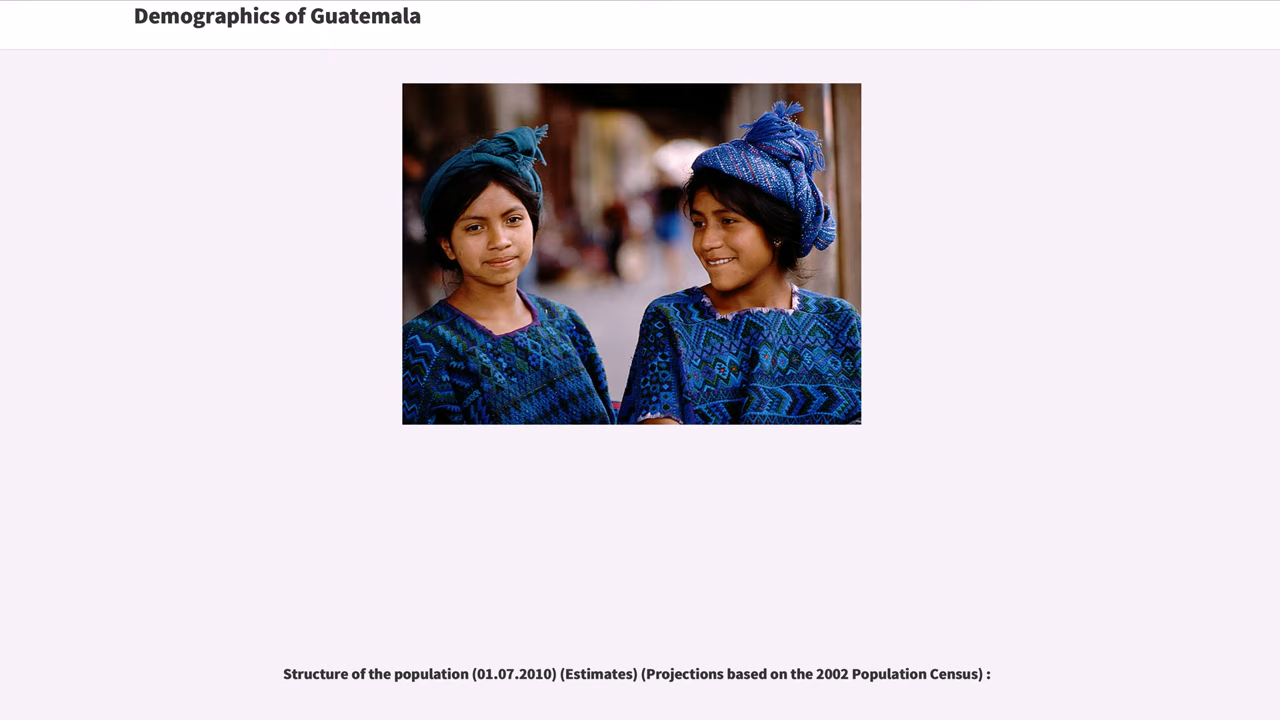 Demographics of Guatemala
Structure of the population (01.07.2010) (Estimates) (Projections based on the 2002 Population Census) :